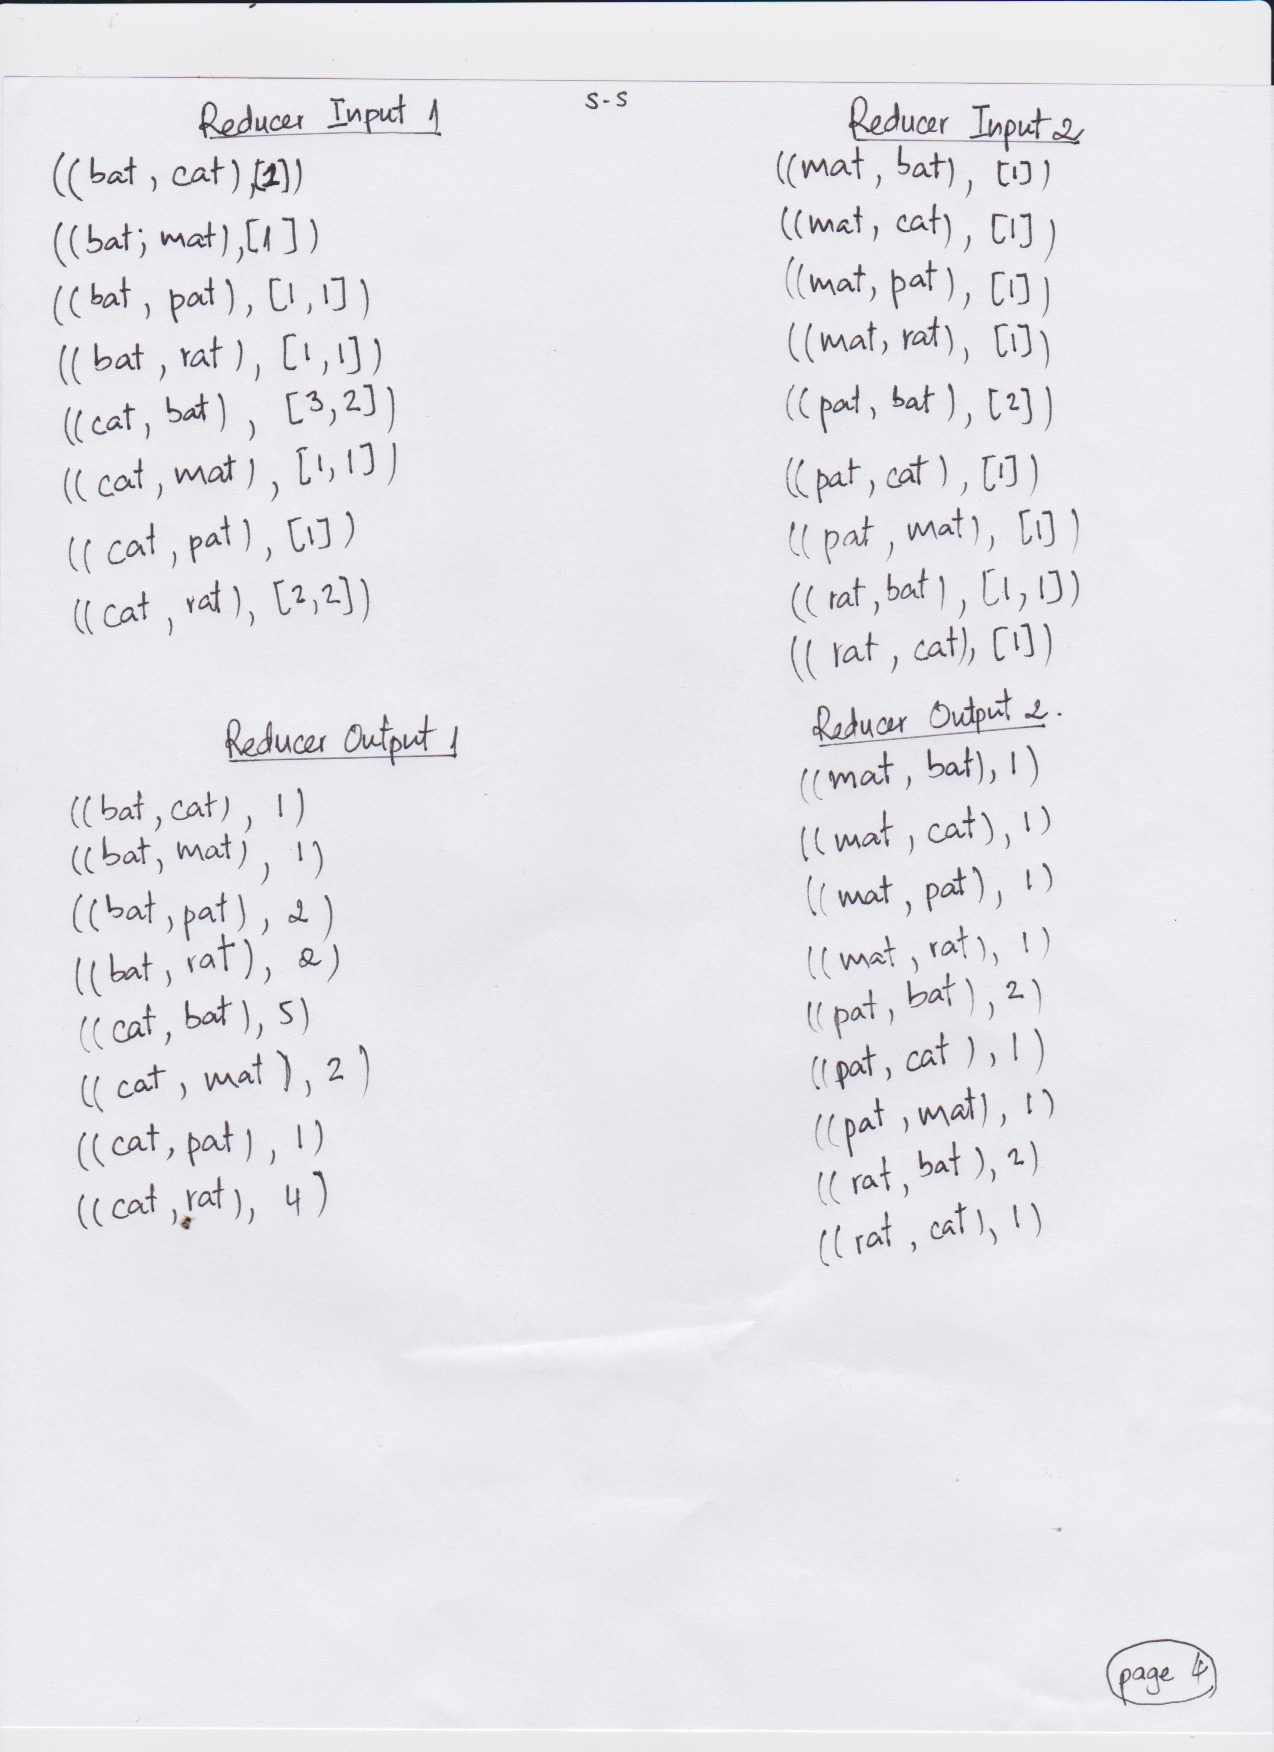 S-S
Reducer Input 1
((bat, cat),[1])
((bat; mat),[1])
((bat, pat), [1,1])
((bat, rat), [1,1])
((cat, bat), [3,2])
((cat, mat), [1,1])
((cat, pat), [1])
((cat, rat), [2,2])
Reducer Output 1
((bat, cat), 1)
((bat, mat), 1)
((bat, pat), 2)
((bat, rat), 2)
((cat, bat), 5)
((cat, mat), 2)
((cat, pat), 1)
((cat, rat), 4)
Reducer Input 2
((mat, bat), [1])
((mat, cat), [1])
((mat, pat), [1])
((mat, rat), [1])
((pat, bat), [2])
((pat, cat), [1])
((pat, mat), [1])
((rat, bat), [1,1])
((rat, cat), [1])
Reducer Output 2.
((mat, bat), 1)
((mat, cat), 1)
((mat, pat), 1)
((mat, rat), 1)
((pat, bat), 2)
((pat, cat), 1)
((pat, mat), 1)
((rat, bat), 2)
((rat, cat), 1)
page 4